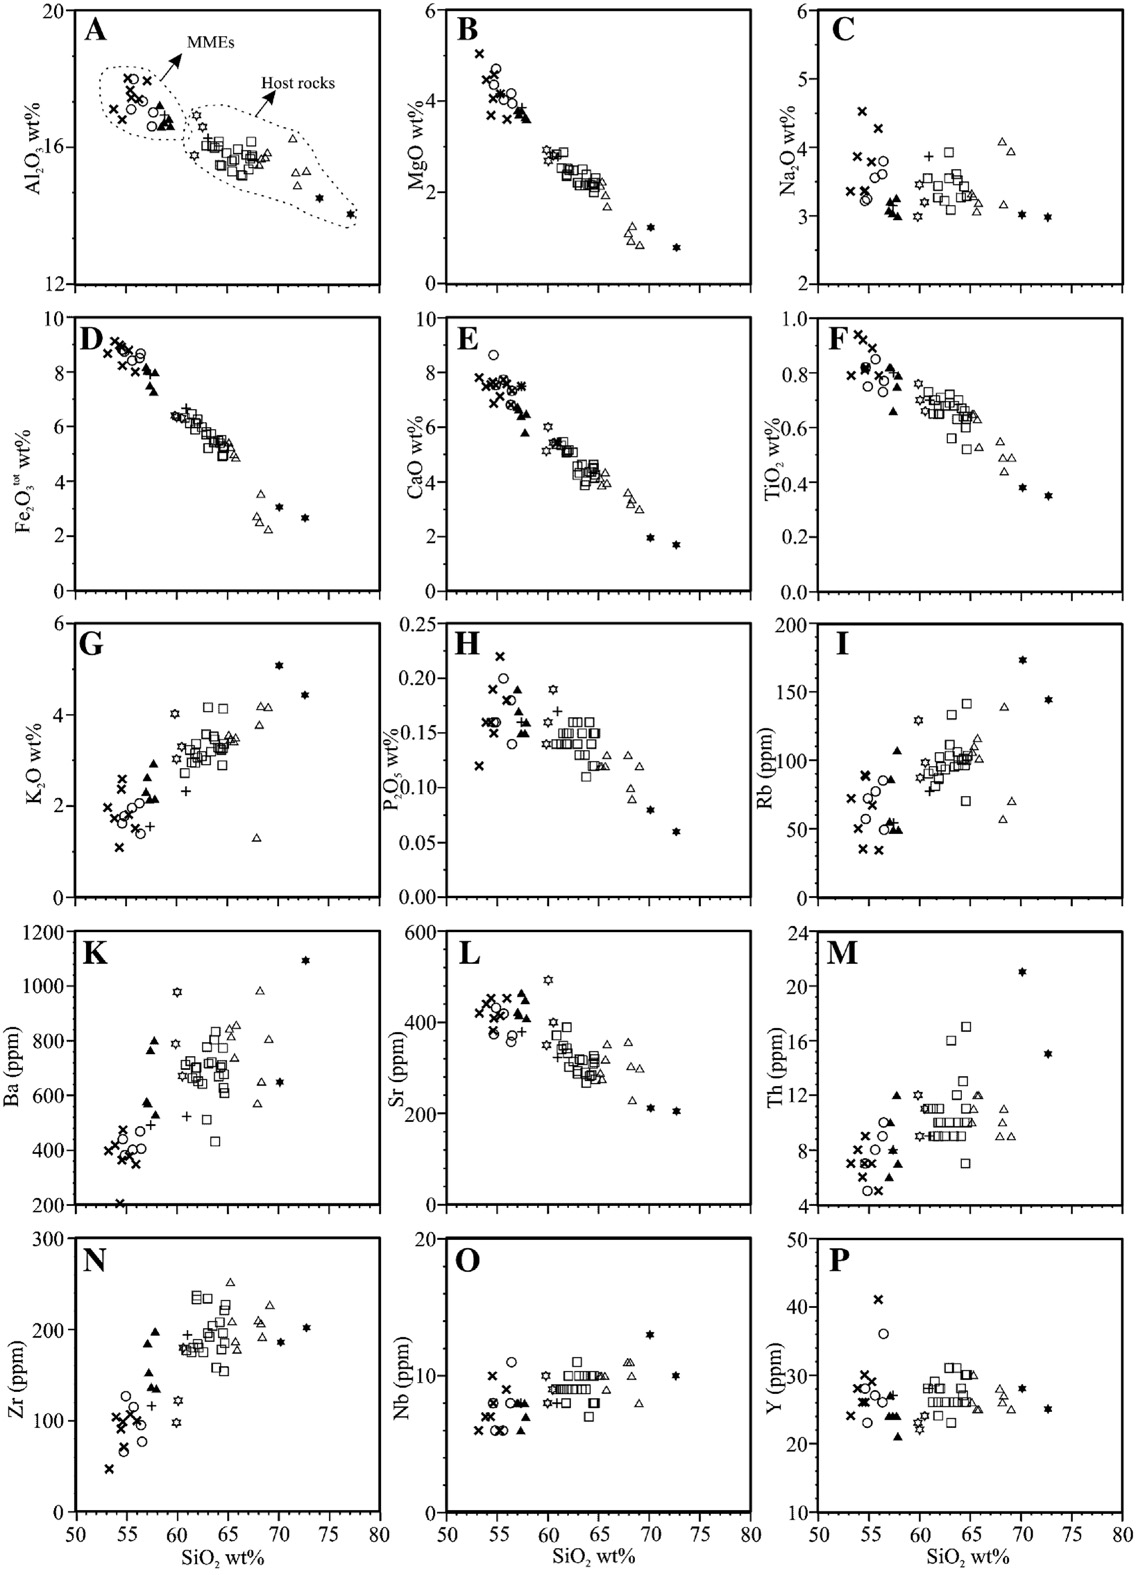 A
MMEs
Host rocks
20
16
12
Al₂O₃ wt%
B
6
4
2
0
MgO wt%
C
6
5
4
3
2
Na₂O wt%
D
10
8
6
4
2
0
Fe₂O₃ᵗᵒᵗ wt%
E
10
8
6
4
2
0
CaO wt%
F
1.0
0.8
0.6
0.4
0.2
0.0
TiO₂ wt%
G
6
4
2
0
K₂O wt%
H
0.25
0.20
0.15
0.10
0.05
0.00
P₂O₅ wt%
I
200
150
100
50
0
Rb (ppm)
K
1200
1000
800
600
400
200
Ba (ppm)
L
600
400
200
0
Sr (ppm)
M
24
20
16
12
8
4
Th (ppm)
N
300
200
100
0
Zr (ppm)
50 55 60 65 70 75 80
SiO₂ wt%
O
20
10
0
Nb (ppm)
50 55 60 65 70 75 80
SiO₂ wt%
P
50
40
30
20
10
Y (ppm)
50 55 60 65 70 75 80
SiO₂ wt%